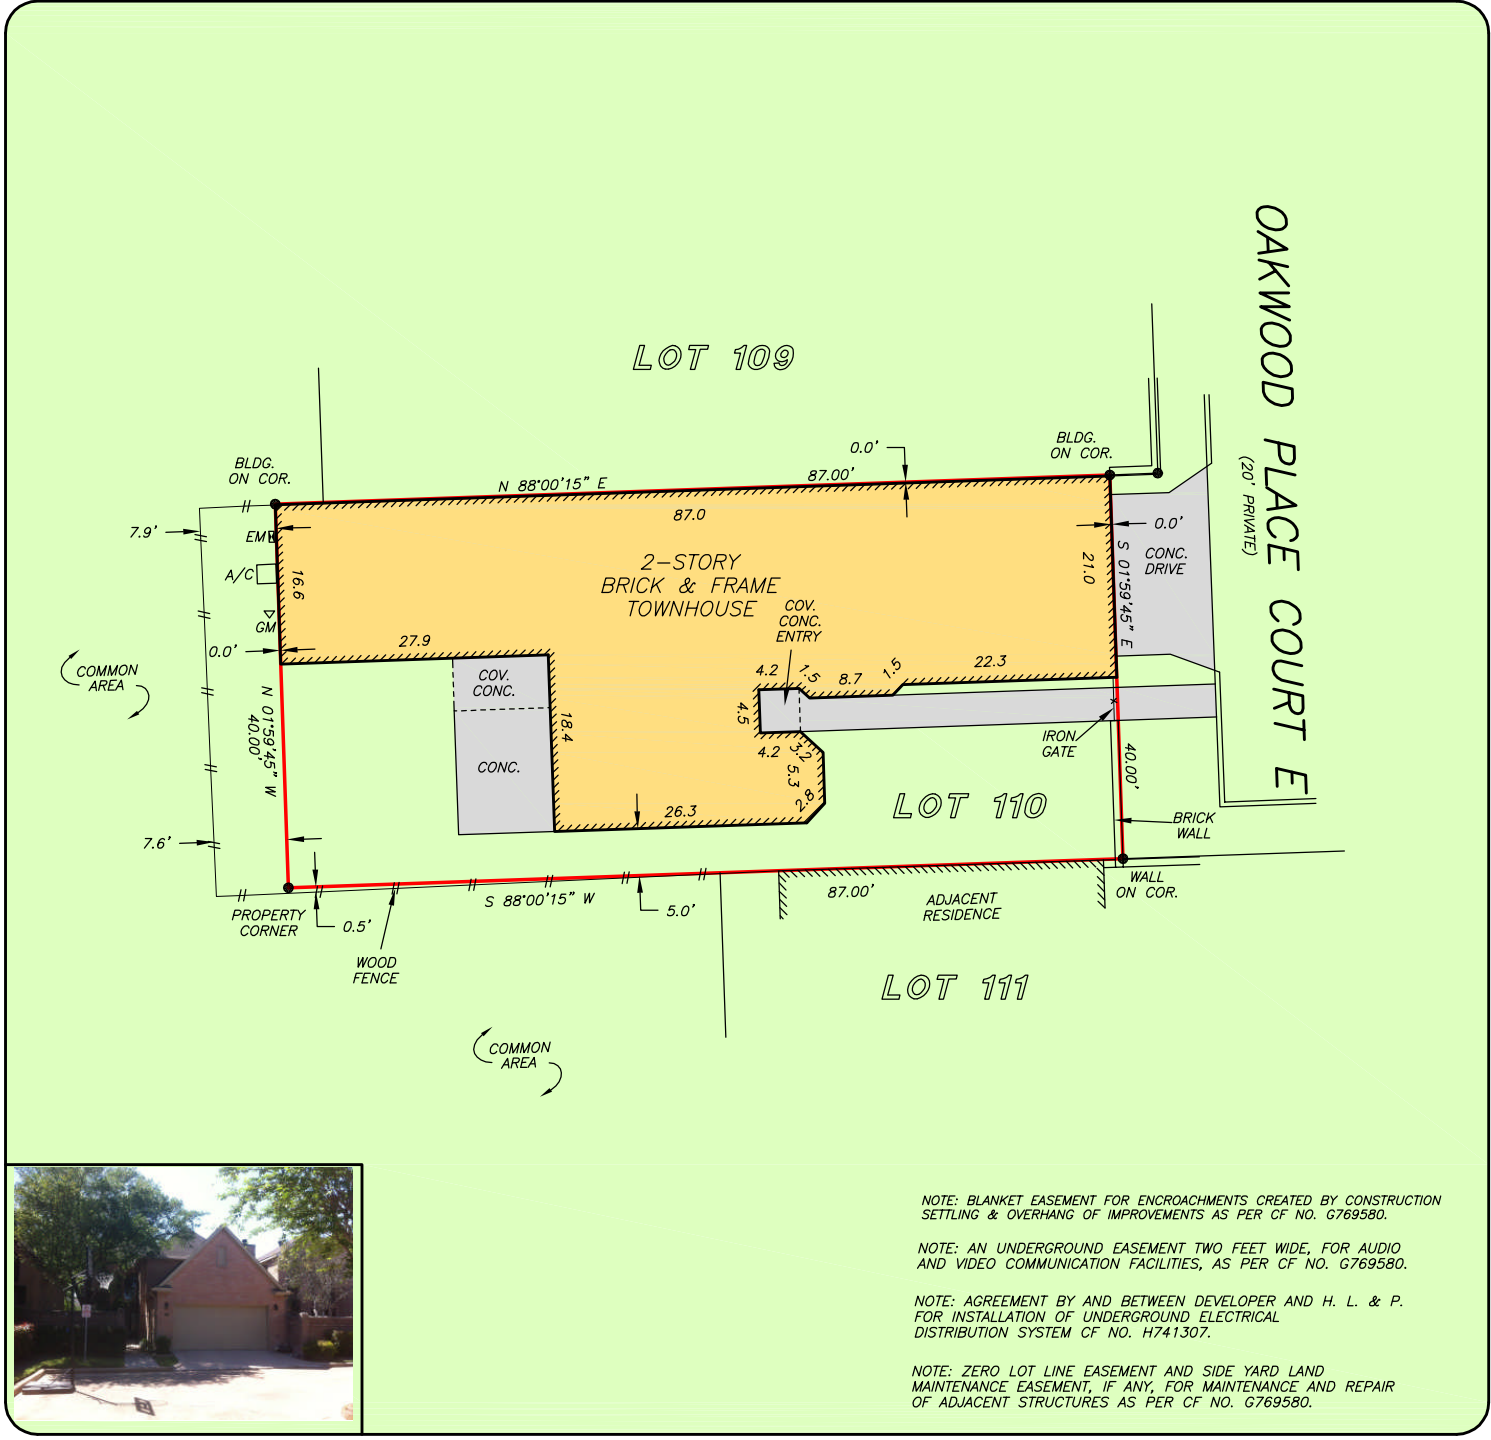 OAKWOOD PLACE COURT E
(20' PRIVATE)
LOT 109
BLDG.
ON COR.
0.0'
BLDG.
ON COR.
N 88°00'15" E
87.00'
87.0
7.9'
EM
A/C
GM
16.6
0.0'
2-STORY
BRICK & FRAME
TOWNHOUSE
COV.
CONC.
ENTRY
21.0
S 01°59'45" E
0.0'
CONC.
DRIVE
27.9
COMMON
AREA
N 01°59'45" W
40.00'
COV.
CONC.
CONC.
18.4
4.2
1.5
8.7
1.5
22.3
4.5
4.2
3.2
5.3
2.8
26.3
x
IRON
GATE
40.00'
LOT 110
BRICK
WALL
7.6'
PROPERTY
CORNER
0.5'
WOOD
FENCE
S 88°00'15" W
5.0'
87.00'
ADJACENT
RESIDENCE
WALL
ON COR.
LOT 111
COMMON
AREA
NOTE: BLANKET EASEMENT FOR ENCROACHMENTS CREATED BY CONSTRUCTION
SETTLING & OVERHANG OF IMPROVEMENTS AS PER CF NO. G769580.
NOTE: AN UNDERGROUND EASEMENT TWO FEET WIDE, FOR AUDIO
AND VIDEO COMMUNICATION FACILITIES, AS PER CF NO. G769580.
NOTE: AGREEMENT BY AND BETWEEN DEVELOPER AND H. L. & P.
FOR INSTALLATION OF UNDERGROUND ELECTRICAL
DISTRIBUTION SYSTEM CF NO. H741307.
NOTE: ZERO LOT LINE EASEMENT AND SIDE YARD LAND
MAINTENANCE EASEMENT, IF ANY, FOR MAINTENANCE AND REPAIR
OF ADJACENT STRUCTURES AS PER CF NO. G769580.